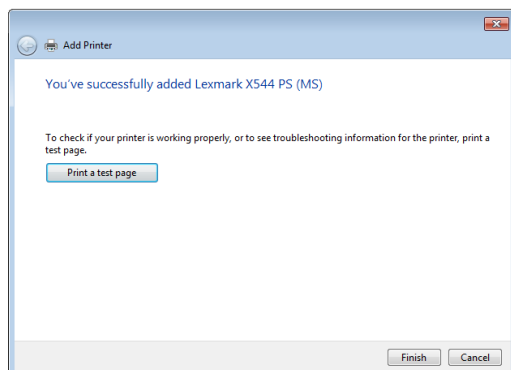 Add Printer
You've successfully added Lexmark X544 PS (MS)
To check if your printer is working properly, or to see troubleshooting information for the printer, print a
test page.
Print a test page
Finish Cancel